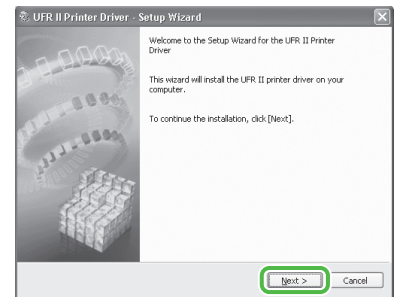 UFR II Printer Driver - Setup Wizard
Welcome to the Setup Wizard for the UFR II Printer
Driver
This wizard will install the UFR II printer driver on your
computer.
To continue the installation, click [Next].
Next >
Cancel